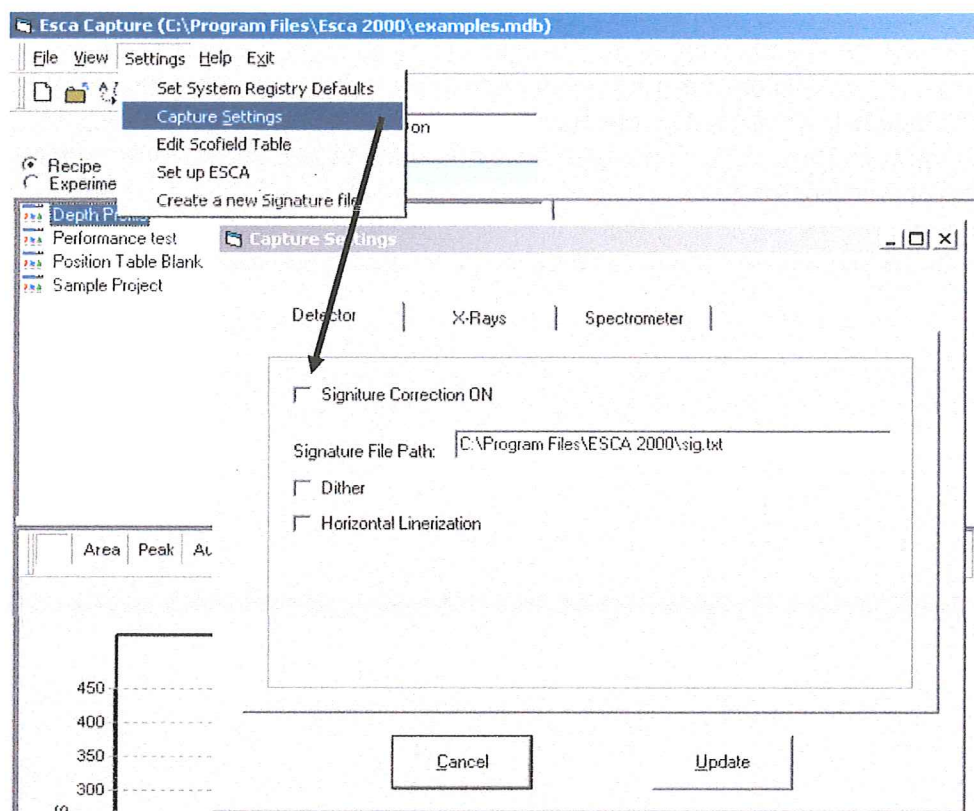 Esca Capture (C:\Program Files\Esca 2000\examples.mdb)
File View Settings Help Exit
Set System Registry Defaults
Capture Settings
Edit Scofield Table
Set up ESCA
Create a new Signature file
on
Recipe
Experime
Depth Profile
Performance test
Position Table Blank
Sample Project
Capture Settings
Detector X-Rays Spectrometer
Signiture Correction ON
Signature File Path: C:\Program Files\ESCA 2000\sig.txt
Dither
Horizontal Linerization
Area Peak Au
450
400
350
300
Cancel Update